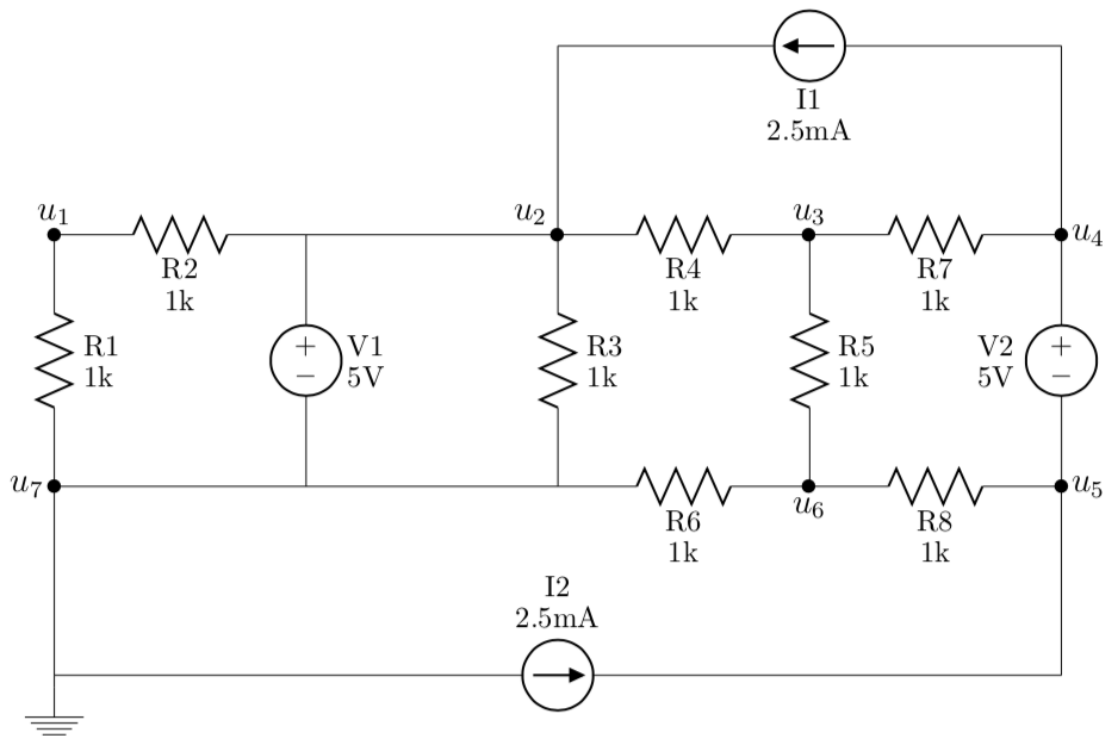 I1
2.5mA
u1
u2
u3
u4
R2
1k
R4
1k
R7
1k
R1
1k
+
−
V1
5V
R3
1k
R5
1k
V2
5V
+
−
u7
u6
u5
R6
1k
R8
1k
I2
2.5mA